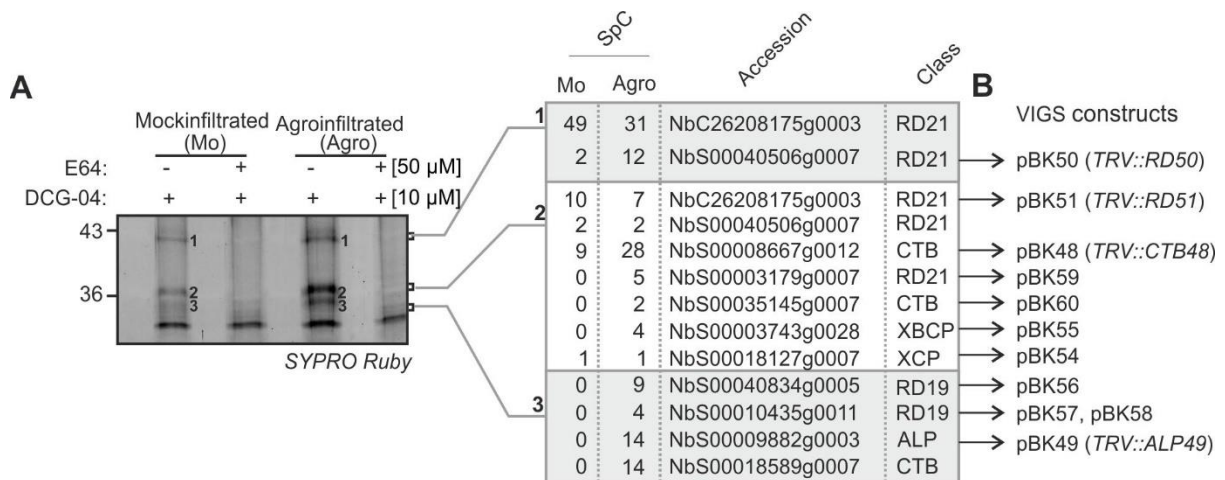 A
Mockinfiltrated
(Mo)
Agroinfiltrated
(Agro)
E64: - + - + [50 µM]
DCG-04: + + + + [10 µM]
43
36
1
2
3
1
2
3
SYPRO Ruby
SpC
Mo Agro Accession Class
1
49 31 NbC26208175g0003 RD21
2 12 NbS00040506g0007 RD21
2
10 7 NbC26208175g0003 RD21
2 2 NbS00040506g0007 RD21
9 28 NbS00008667g0012 CTB
0 5 NbS00003179g0007 RD21
0 2 NbS00035145g0007 CTB
0 4 NbS00003743g0028 XBCP
1 1 NbS00018127g0007 XCP
3
0 9 NbS00040834g0005 RD19
0 4 NbS00010435g0011 RD19
0 14 NbS00009882g0003 ALP
0 14 NbS00018589g0007 CTB
B
VIGS constructs
pBK50 (TRV::RD50)
pBK51 (TRV::RD51)
pBK48 (TRV::CTB48)
pBK59
pBK60
pBK55
pBK54
pBK56
pBK57, pBK58
pBK49 (TRV::ALP49)